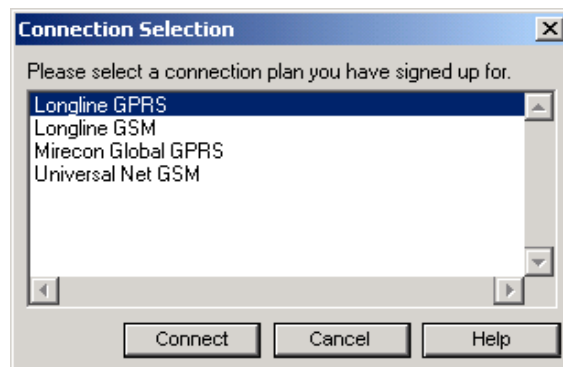 Connection Selection
Please select a connection plan you have signed up for.
Longline GPRS
Longline GSM
Mirecon Global GPRS
Universal Net GSM
Connect Cancel Help